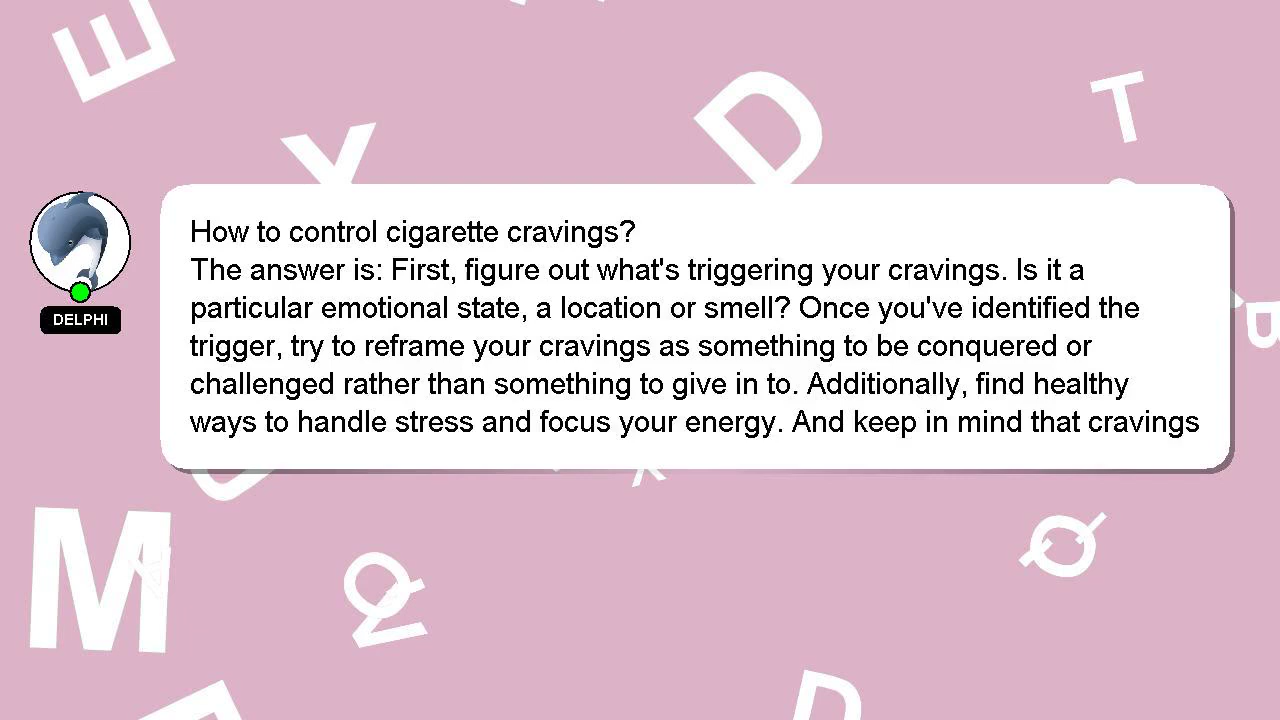 E
Y
D
T
DELPHI
How to control cigarette cravings?
The answer is: First, figure out what's triggering your cravings. Is it a
particular emotional state, a location or smell? Once you've identified the
trigger, try to reframe your cravings as something to be conquered or
challenged rather than something to give in to. Additionally, find healthy
ways to handle stress and focus your energy. And keep in mind that cravings
M
D